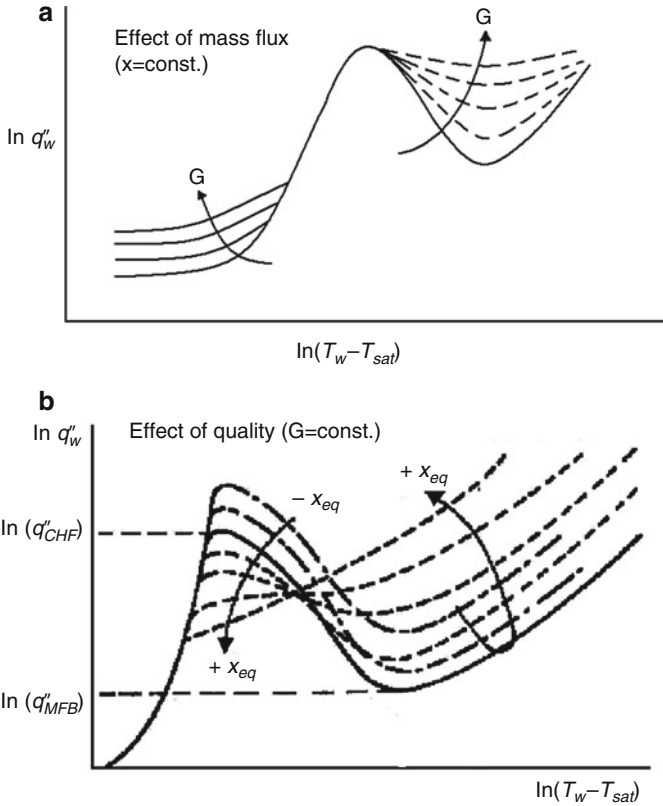 a
Effect of mass flux
(x=const.)
G
ln q″w
G
ln(Tw–Tsat)
b
ln q″w
Effect of quality (G=const.)
– xeq
+ xeq
ln (q″CHF)
+ xeq
ln (q″MFB)
ln(Tw–Tsat)